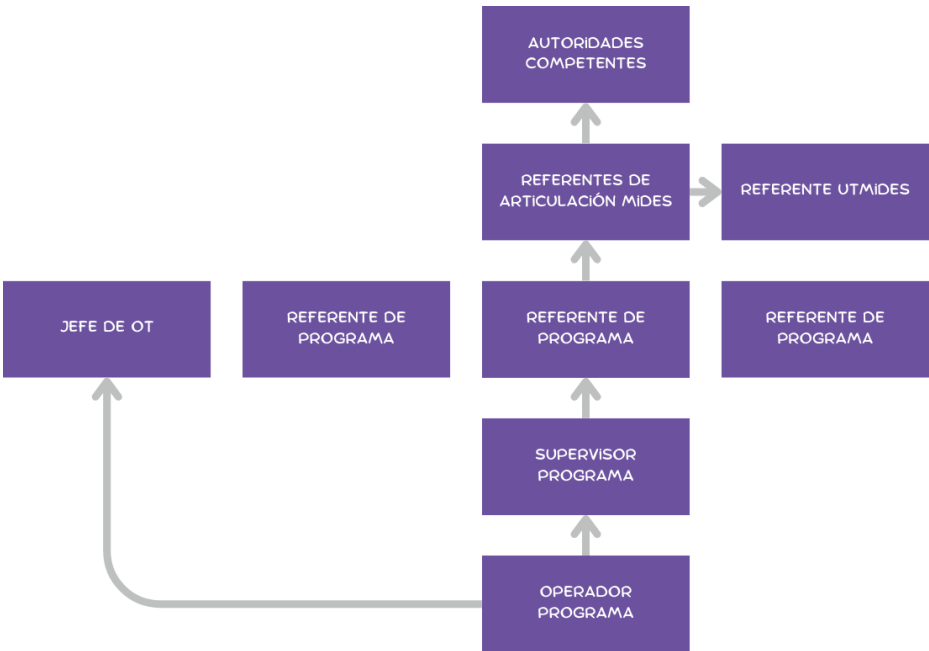 AUTORIDADES
COMPETENTES
REFERENTES DE
ARTICULACIÓN MIDES
REFERENTE UTMIDES
JEFE DE OT
REFERENTE DE
PROGRAMA
REFERENTE DE
PROGRAMA
REFERENTE DE
PROGRAMA
SUPERVISOR
PROGRAMA
OPERADOR
PROGRAMA